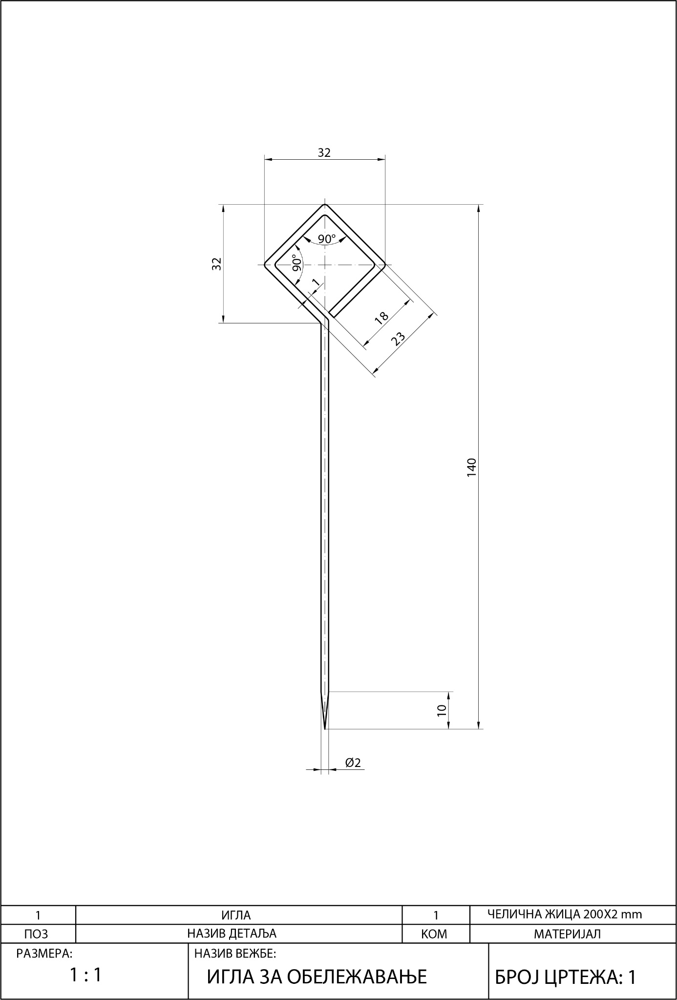 32
90°
32
90°
1
18
23
140
10
Ø2
1 ИГЛА 1 ЧЕЛИЧНА ЖИЦА 200X2 mm
ПОЗ НАЗИВ ДЕТАЉА КОМ МАТЕРИЈАЛ
РАЗМЕРА: НАЗИВ ВЕЖБЕ:
1 : 1 ИГЛА ЗА ОБЕЛЕЖАВАЊЕ БРОЈ ЦРТЕЖА: 1